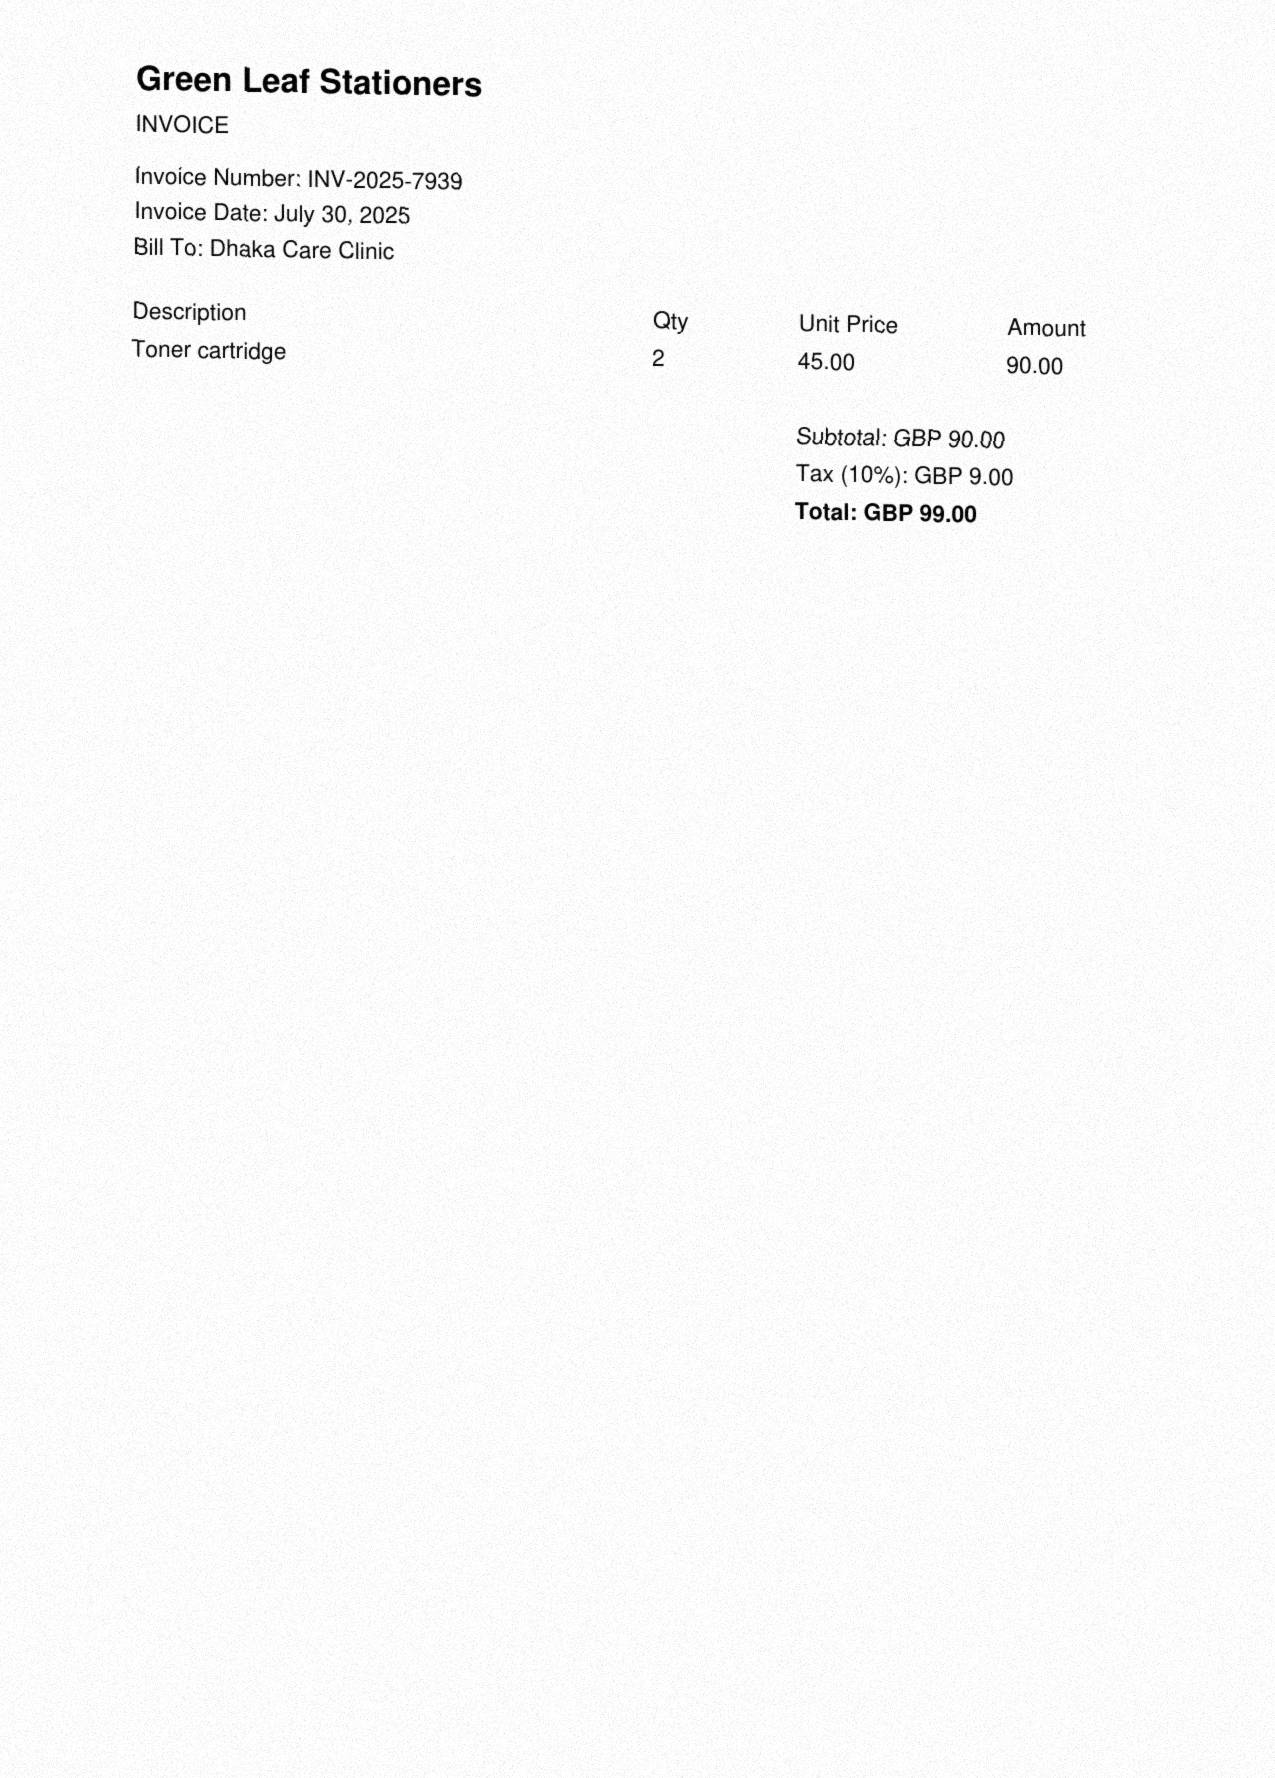 Green Leaf Stationers
INVOICE
Invoice Number: INV-2025-7939
Invoice Date: July 30, 2025
Bill To: Dhaka Care Clinic
Description Qty Unit Price Amount
Toner cartridge 2 45.00 90.00
Subtotal: GBP 90.00
Tax (10%): GBP 9.00
Total: GBP 99.00